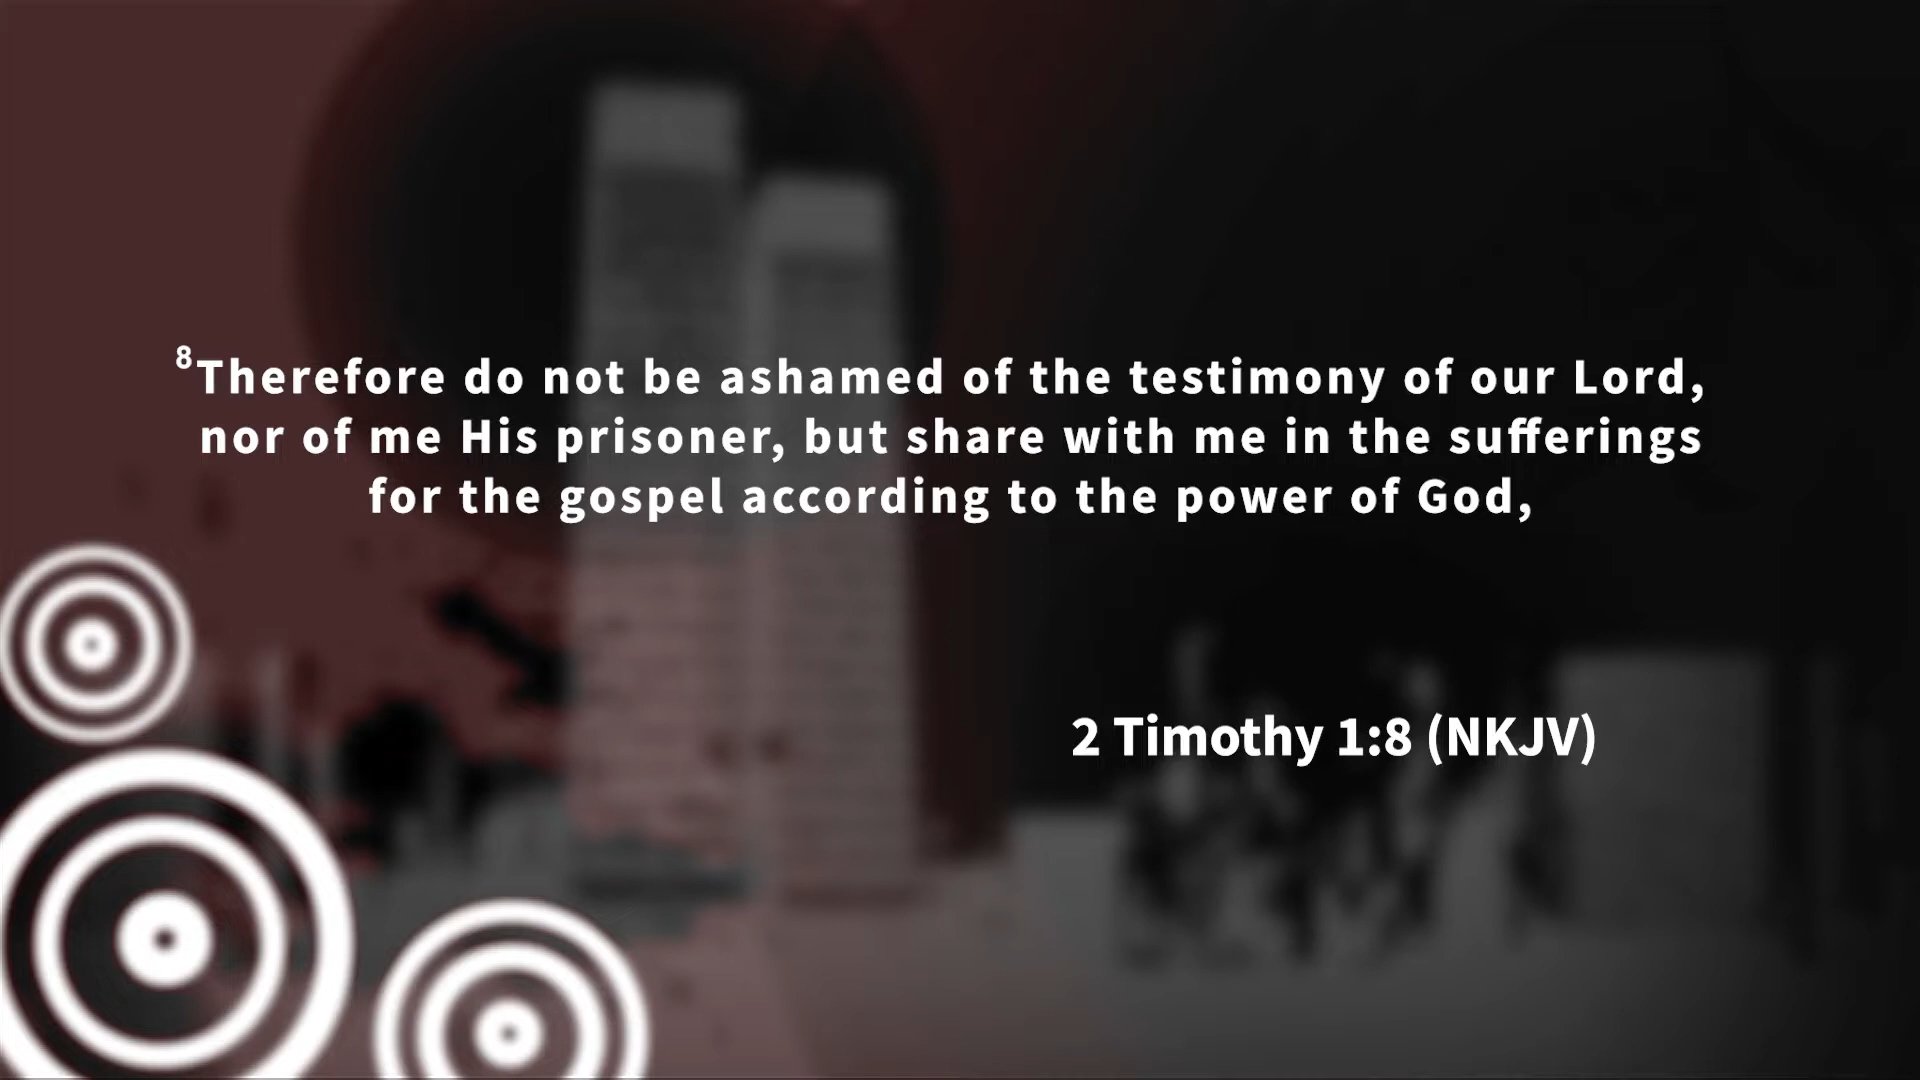 ⁸Therefore do not be ashamed of the testimony of our Lord,
nor of me His prisoner, but share with me in the sufferings
for the gospel according to the power of God,
2 Timothy 1:8 (NKJV)